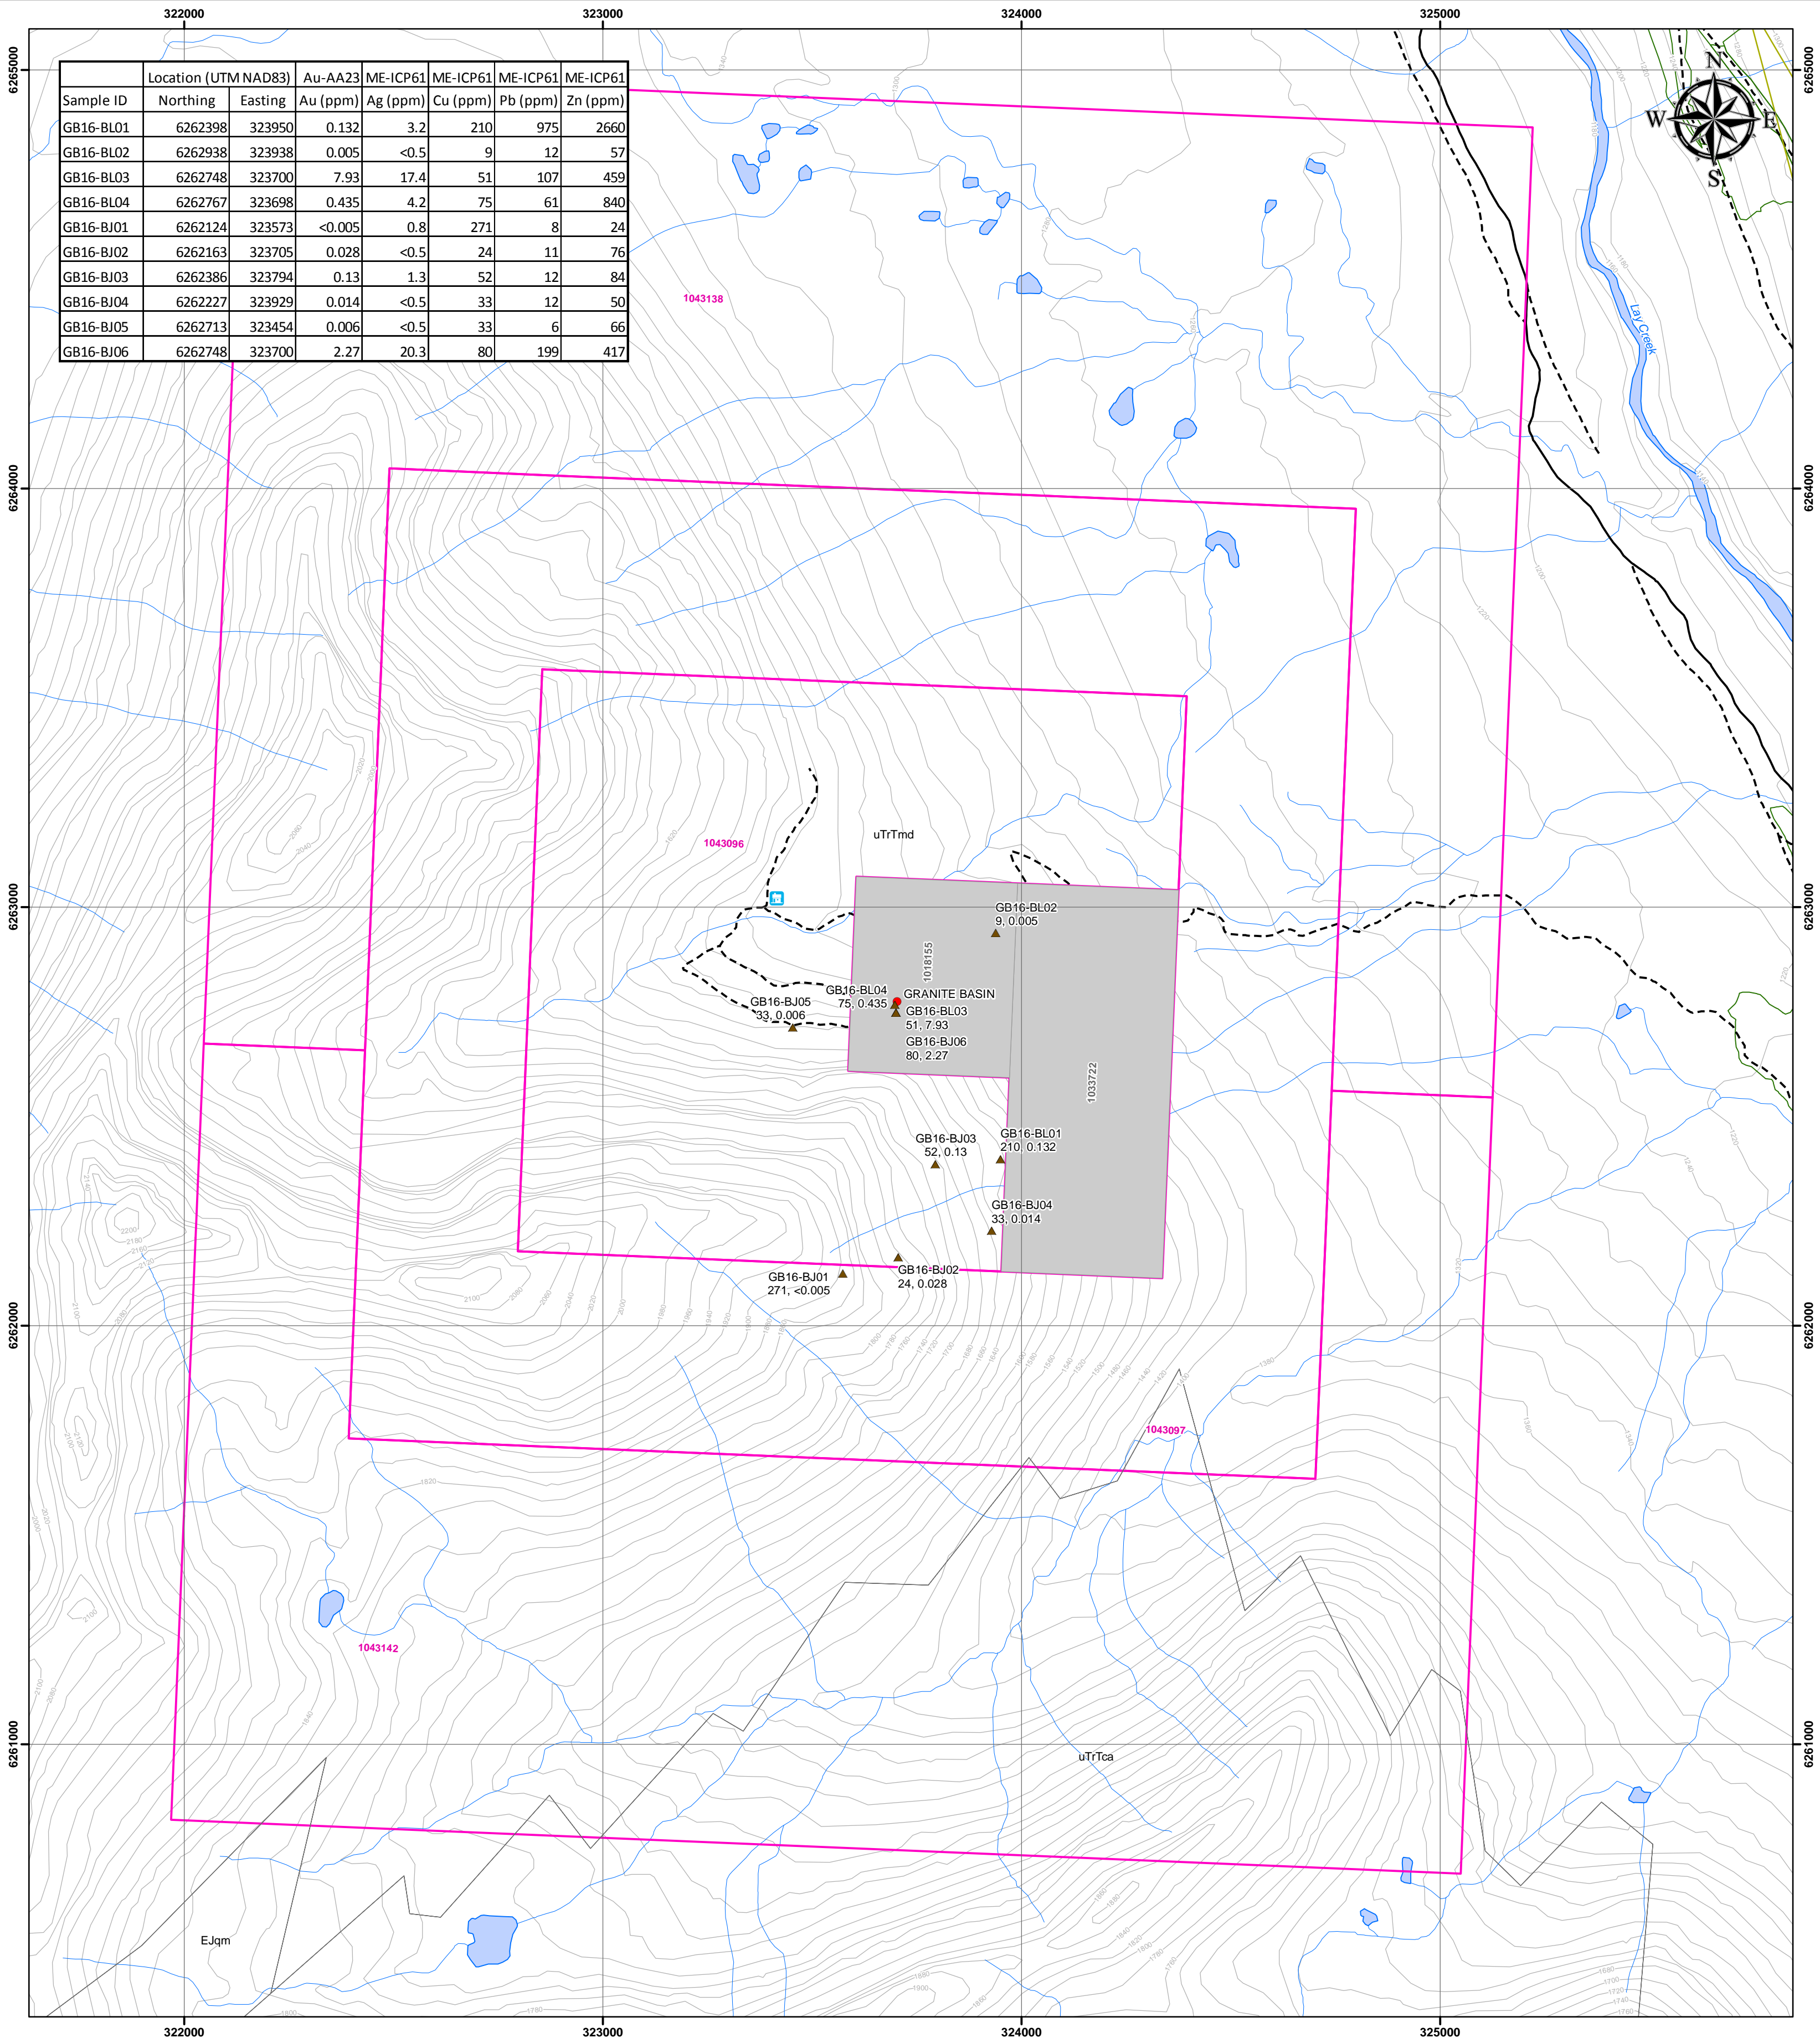 322000 323000 324000 325000
6265000 6265000
N
W E
S
Location (UTM NAD83) Au-AA23 ME-ICP61 ME-ICP61 ME-ICP61 ME-ICP61
Sample ID Northing Easting Au (ppm) Ag (ppm) Cu (ppm) Pb (ppm) Zn (ppm)
GB16-BL01 6262398 323950 0.132 3.2 210 975 2660
GB16-BL02 6262938 323938 0.005 <0.5 9 12 57
GB16-BL03 6262748 323700 7.93 17.4 51 107 459
GB16-BL04 6262767 323698 0.435 4.2 75 61 840
GB16-BJ01 6262124 323573 <0.005 0.8 271 8 24
GB16-BJ02 6262163 323705 0.028 <0.5 24 11 76
GB16-BJ03 6262386 323794 0.13 1.3 52 12 84
GB16-BJ04 6262227 323929 0.014 <0.5 33 12 50
GB16-BJ05 6262713 323454 0.006 <0.5 33 6 66
GB16-BJ06 6262748 323700 2.27 20.3 80 199 417
1043138
Lay Creek
6264000 6264000
uTrTmd
1043096
6263000 6263000
GB16-BL02
9, 0.005
1018155
GB16-BL04
75, 0.435
GRANITE BASIN
GB16-BJ05
33, 0.006
GB16-BL03
51, 7.93
GB16-BJ06
80, 2.27
1033722
GB16-BL01
210, 0.132
GB16-BJ03
52, 0.13
GB16-BJ04
33, 0.014
GB16-BJ02
24, 0.028
GB16-BJ01
271, <0.005
6262000 6262000
1043097
1043142
6261000 6261000
uTrTca
EJqm
322000 323000 324000 325000